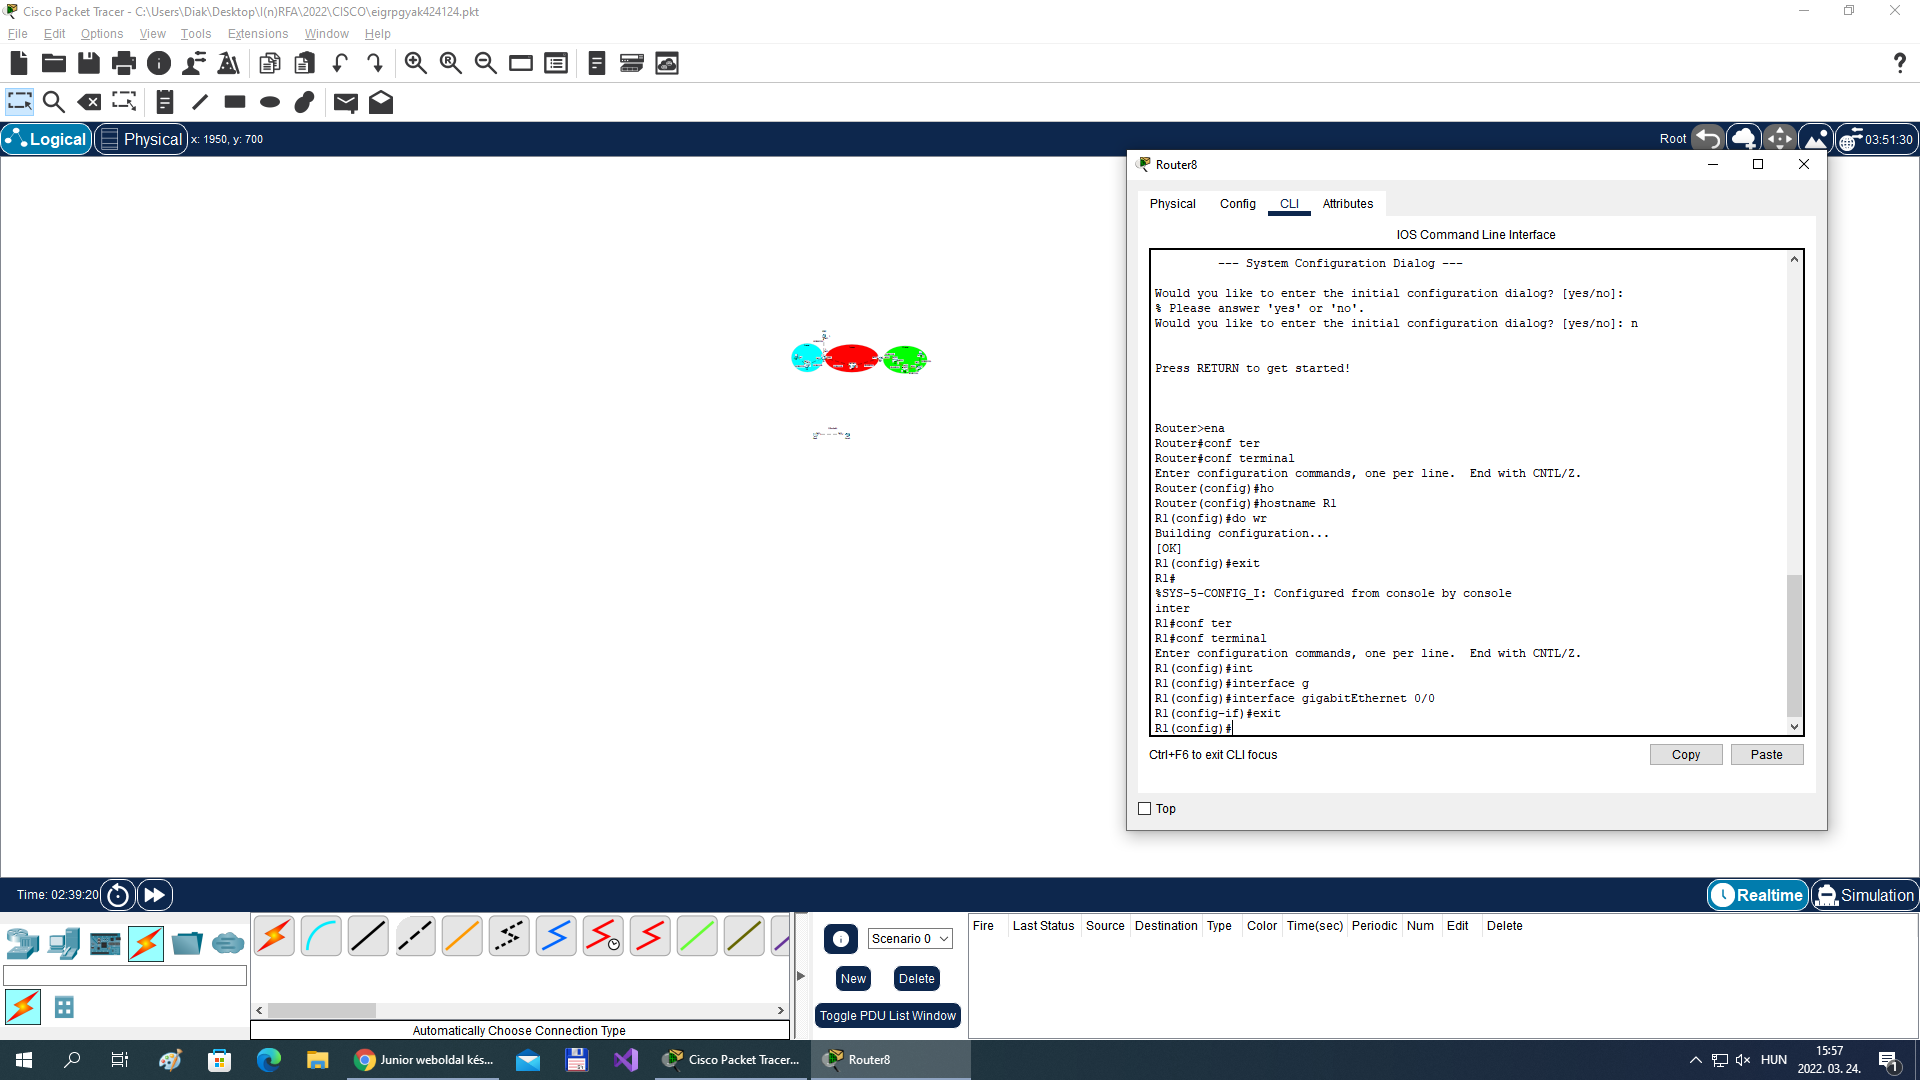 Cisco Packet Tracer - C:\Users\Diak\Desktop\I(n)RFA\2022\CISCO\eigrpgyak424124.pkt
File Edit Options View Tools Extensions Window Help
Logical Physical x: 1950, y: 700 Root 03:51:30
Router8
Physical Config CLI Attributes
IOS Command Line Interface
--- System Configuration Dialog ---
Would you like to enter the initial configuration dialog? [yes/no]:
% Please answer 'yes' or 'no'.
Would you like to enter the initial configuration dialog? [yes/no]: n
Press RETURN to get started!
Router>ena
Router#conf ter
Router#conf terminal
Enter configuration commands, one per line.  End with CNTL/Z.
Router(config)#ho
Router(config)#hostname R1
R1(config)#do wr
Building configuration...
[OK]
R1(config)#exit
R1#
%SYS-5-CONFIG_I: Configured from console by console
inter
R1#conf ter
R1#conf terminal
Enter configuration commands, one per line.  End with CNTL/Z.
R1(config)#int
R1(config)#interface g
R1(config)#interface gigabitEthernet 0/0
R1(config-if)#exit
R1(config)#
Ctrl+F6 to exit CLI focus Copy Paste
Top
Time: 02:39:20 Realtime Simulation
Scenario 0
New Delete
Toggle PDU List Window
Fire Last Status Source Destination Type Color Time(sec) Periodic Num Edit Delete
Automatically Choose Connection Type
Junior weboldal kés... Cisco Packet Tracer... Router8 HUN
15:57
2022. 03. 24.
1